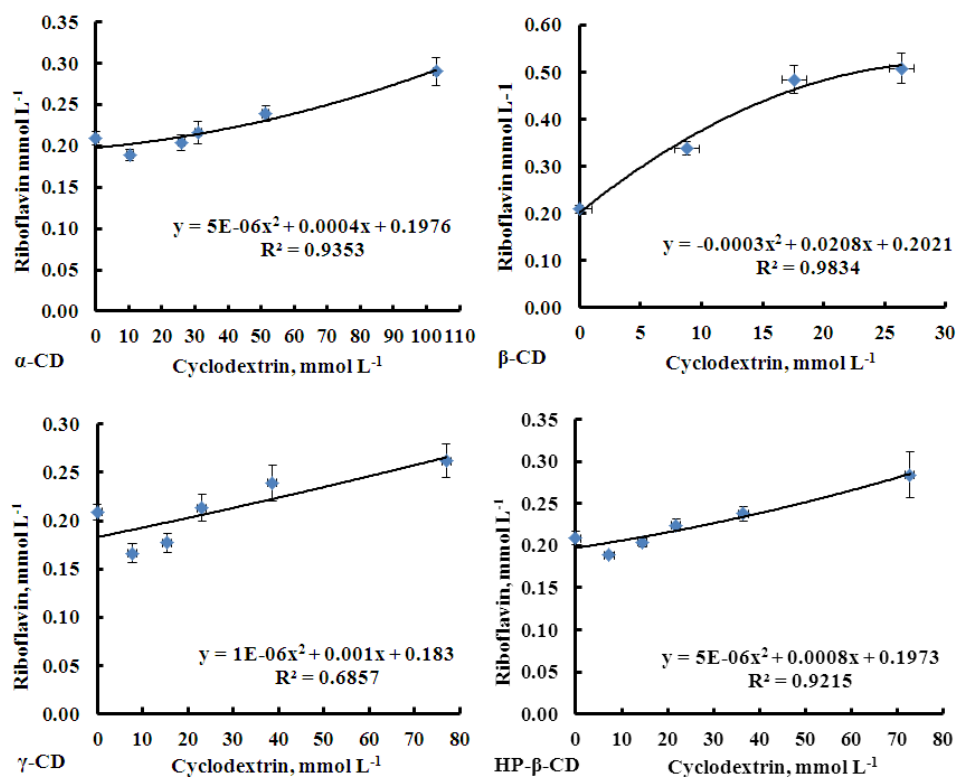 Riboflavin mmol L⁻¹
0.35
0.30
0.25
0.20
0.15
0.10
0.05
0.00
y = 5E-06x² + 0.0004x + 0.1976
R² = 0.9353
0 10 20 30 40 50 60 70 80 90 100110
α-CD
Cyclodextrin, mmol L⁻¹
Riboflavin mmol L-1
0.60
0.50
0.40
0.30
0.20
0.10
0.00
y = -0.0003x² + 0.0208x + 0.2021
R² = 0.9834
0 5 10 15 20 25 30
β-CD
Cyclodextrin, mmol L⁻¹
Riboflavin, mmol L⁻¹
0.30
0.25
0.20
0.15
0.10
0.05
0.00
y = 1E-06x² + 0.001x + 0.183
R² = 0.6857
0 10 20 30 40 50 60 70 80
γ-CD
Cyclodextrin, mmol L⁻¹
Riboflavin, mmol L⁻¹
0.35
0.30
0.25
0.20
0.15
0.10
0.05
0.00
y = 5E-06x² + 0.0008x + 0.1973
R² = 0.9215
0 10 20 30 40 50 60 70 80
HP-β-CD
Cyclodextrin, mmol L⁻¹